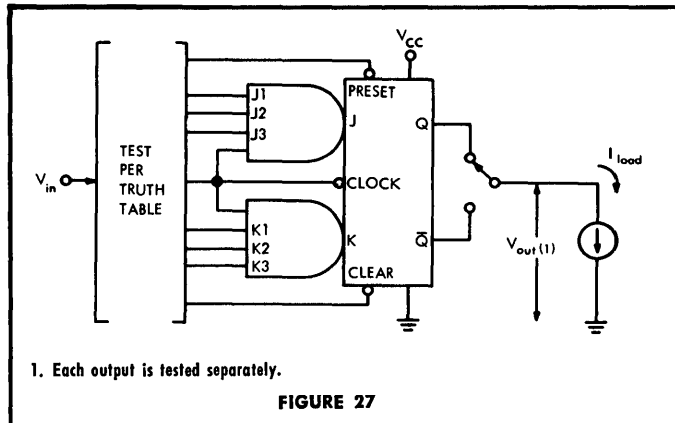 V_CC
PRESET
J1
J2
J3
J
Q
TEST
PER
TRUTH
TABLE
V_in
CLOCK
I_load
K1
K2
K3
K
Q̄
V_out(1)
CLEAR
1. Each output is tested separately.
FIGURE 27